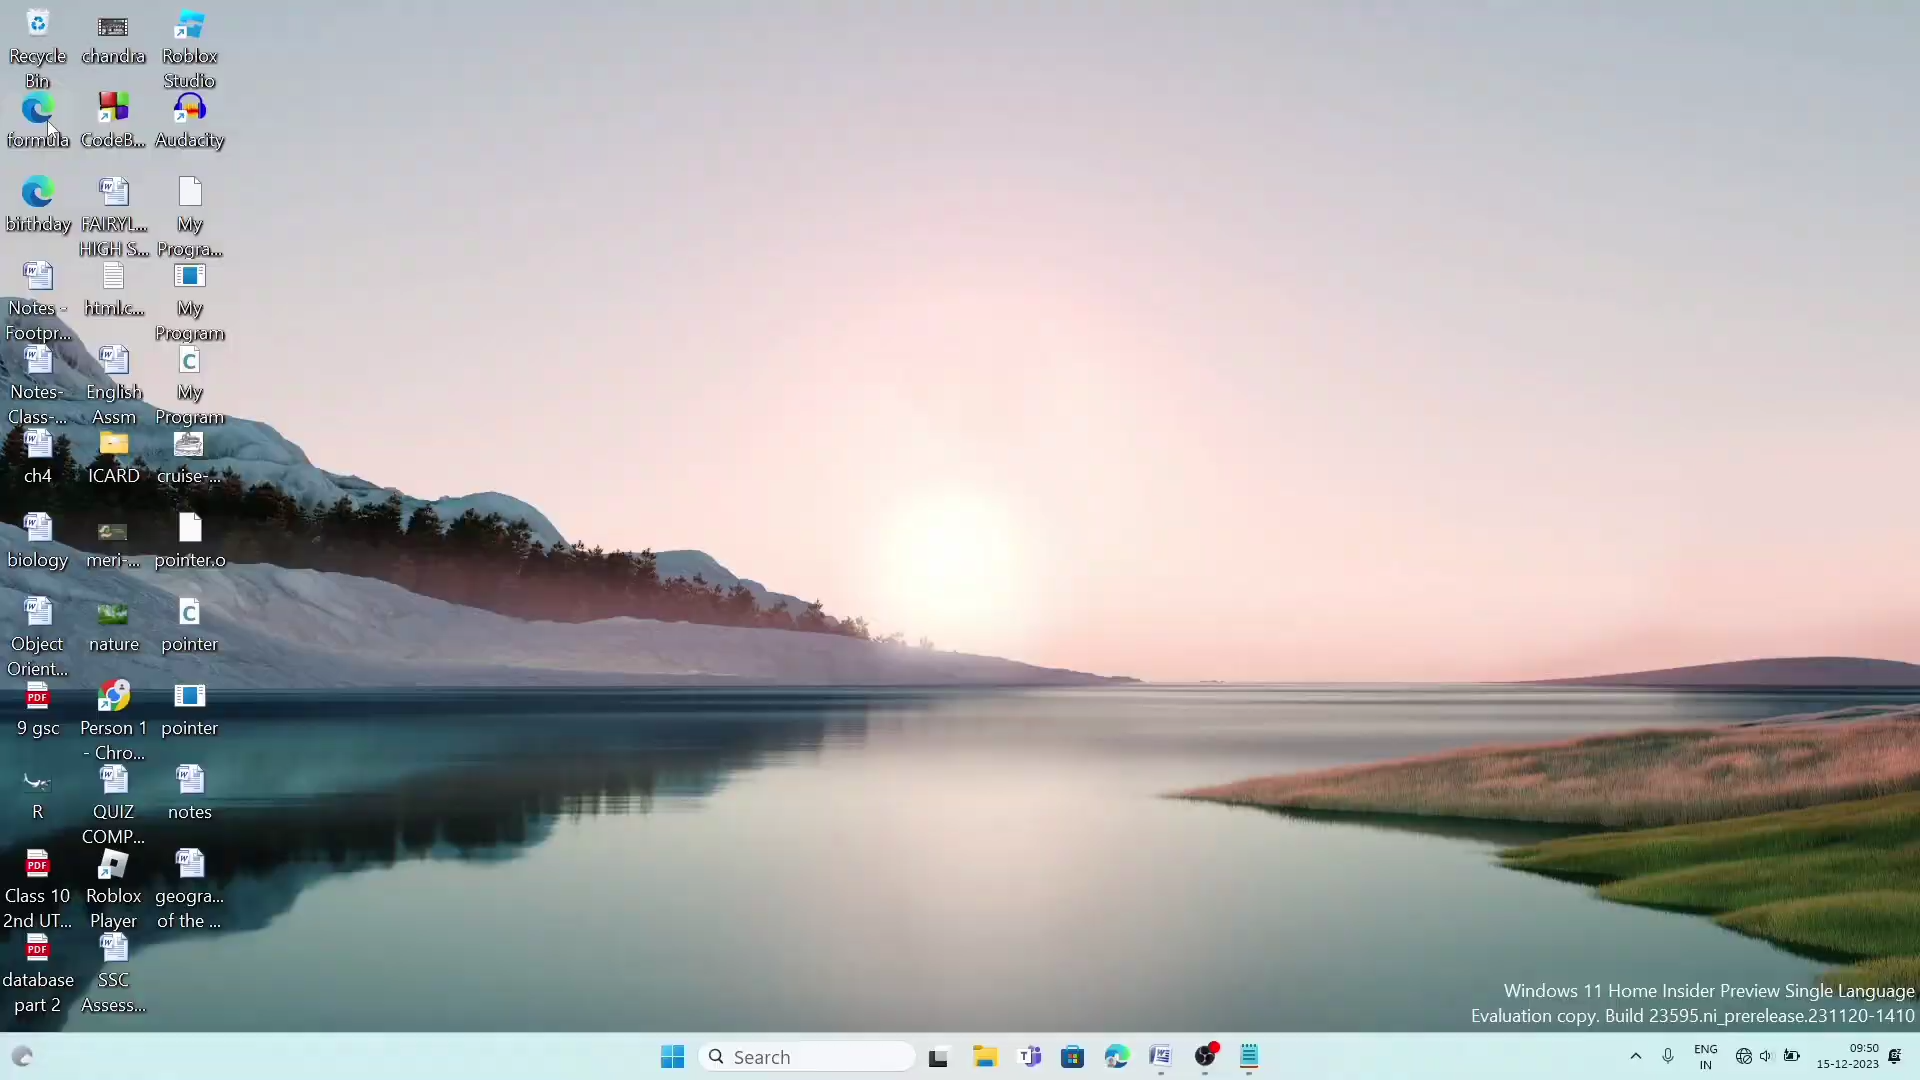 Recycle
Bin
chandra
Roblox
Studio
formula
CodeB...
Audacity
birthday
FAIRYL...
HIGH S...
My
Progra...
Notes -
Footpr...
html.c...
My
Program
Notes-
Class-...
English
Assm
My
Program
ch4
ICARD
cruise-...
biology
meri-...
pointer.o
Object
Orient...
nature
pointer
9 gsc
Person 1
- Chro...
pointer
R
QUIZ
COMP...
notes
Class 10
2nd UT...
Roblox
Player
geogra...
of the ...
database
part 2
SSC
Assess...
Windows 11 Home Insider Preview Single Language
Evaluation copy. Build 23595.ni_prerelease.231120-1410
Search
ENG
IN
09:50
15-12-2023